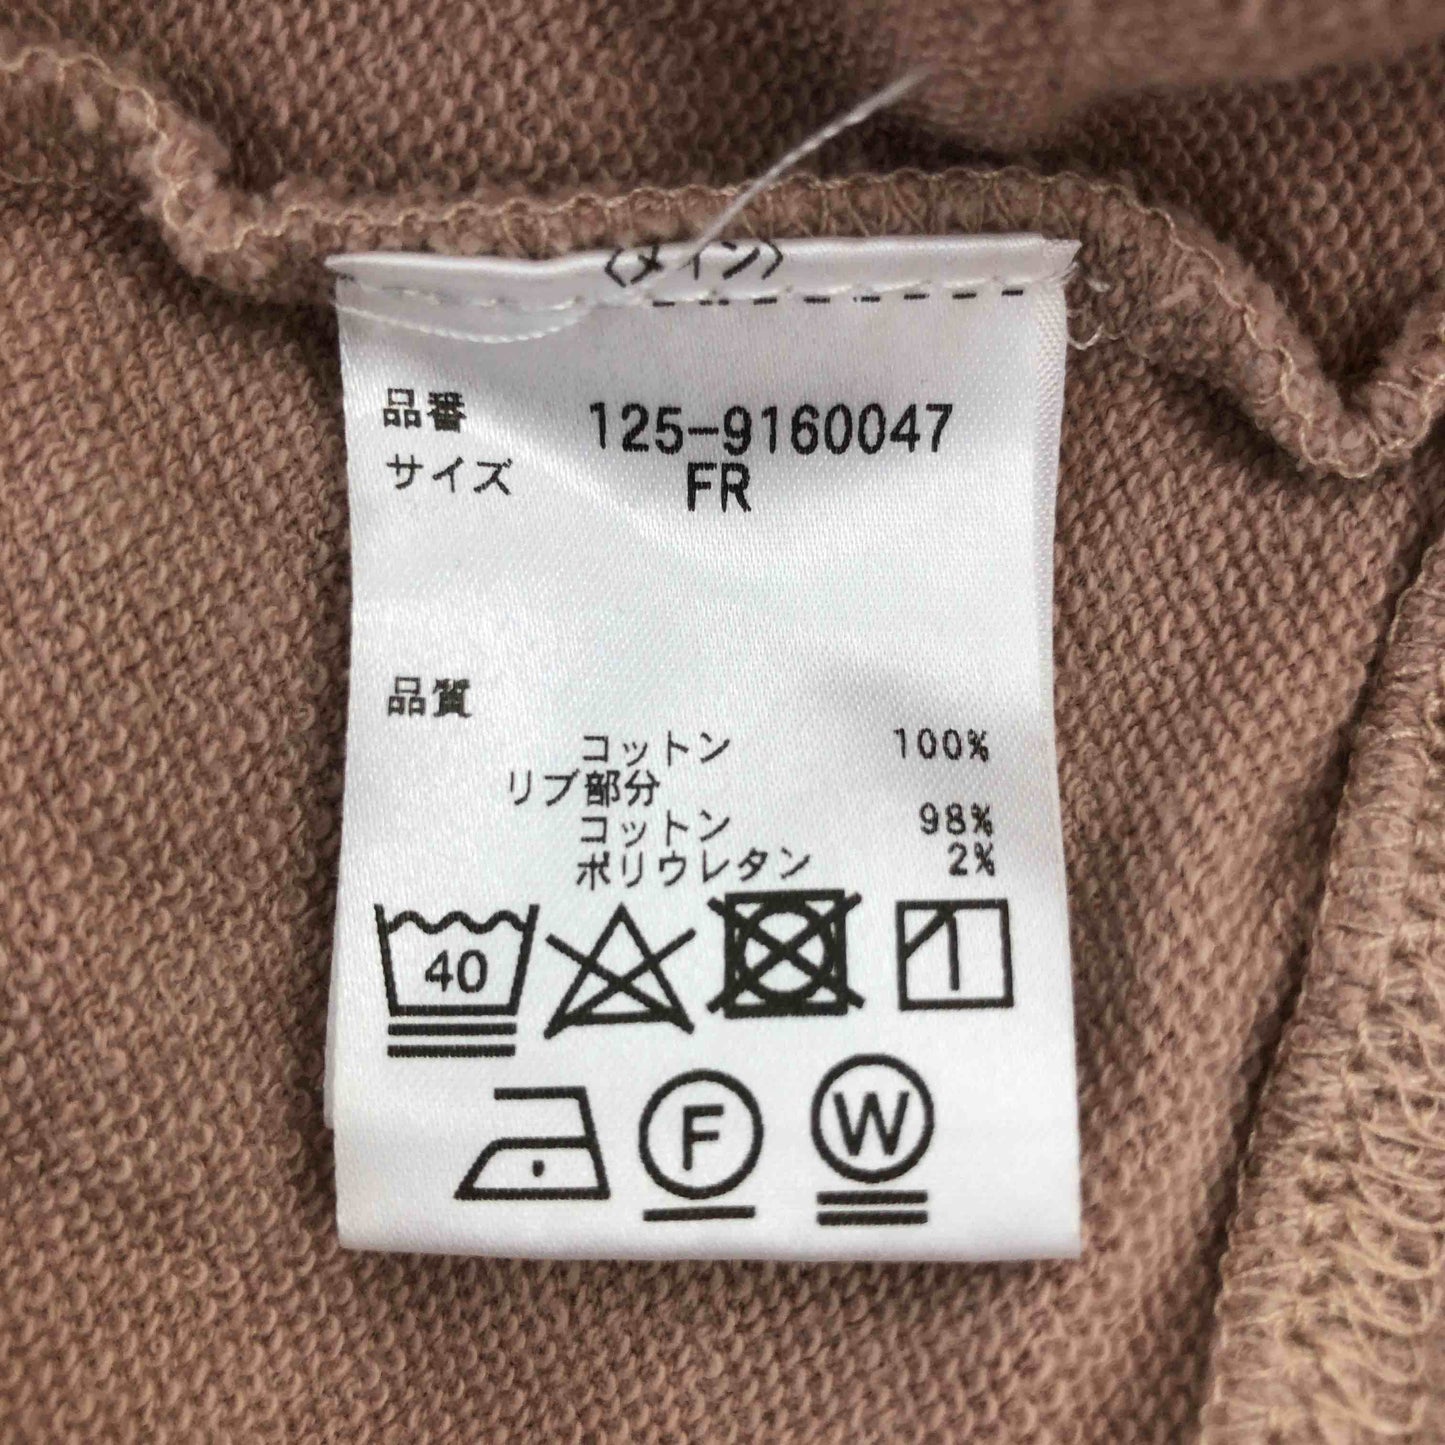 〈メイン〉
品番 125-9160047
サイズ FR
品質
コットン 100%
リブ部分
コットン 98%
ポリウレタン 2%
40
F W